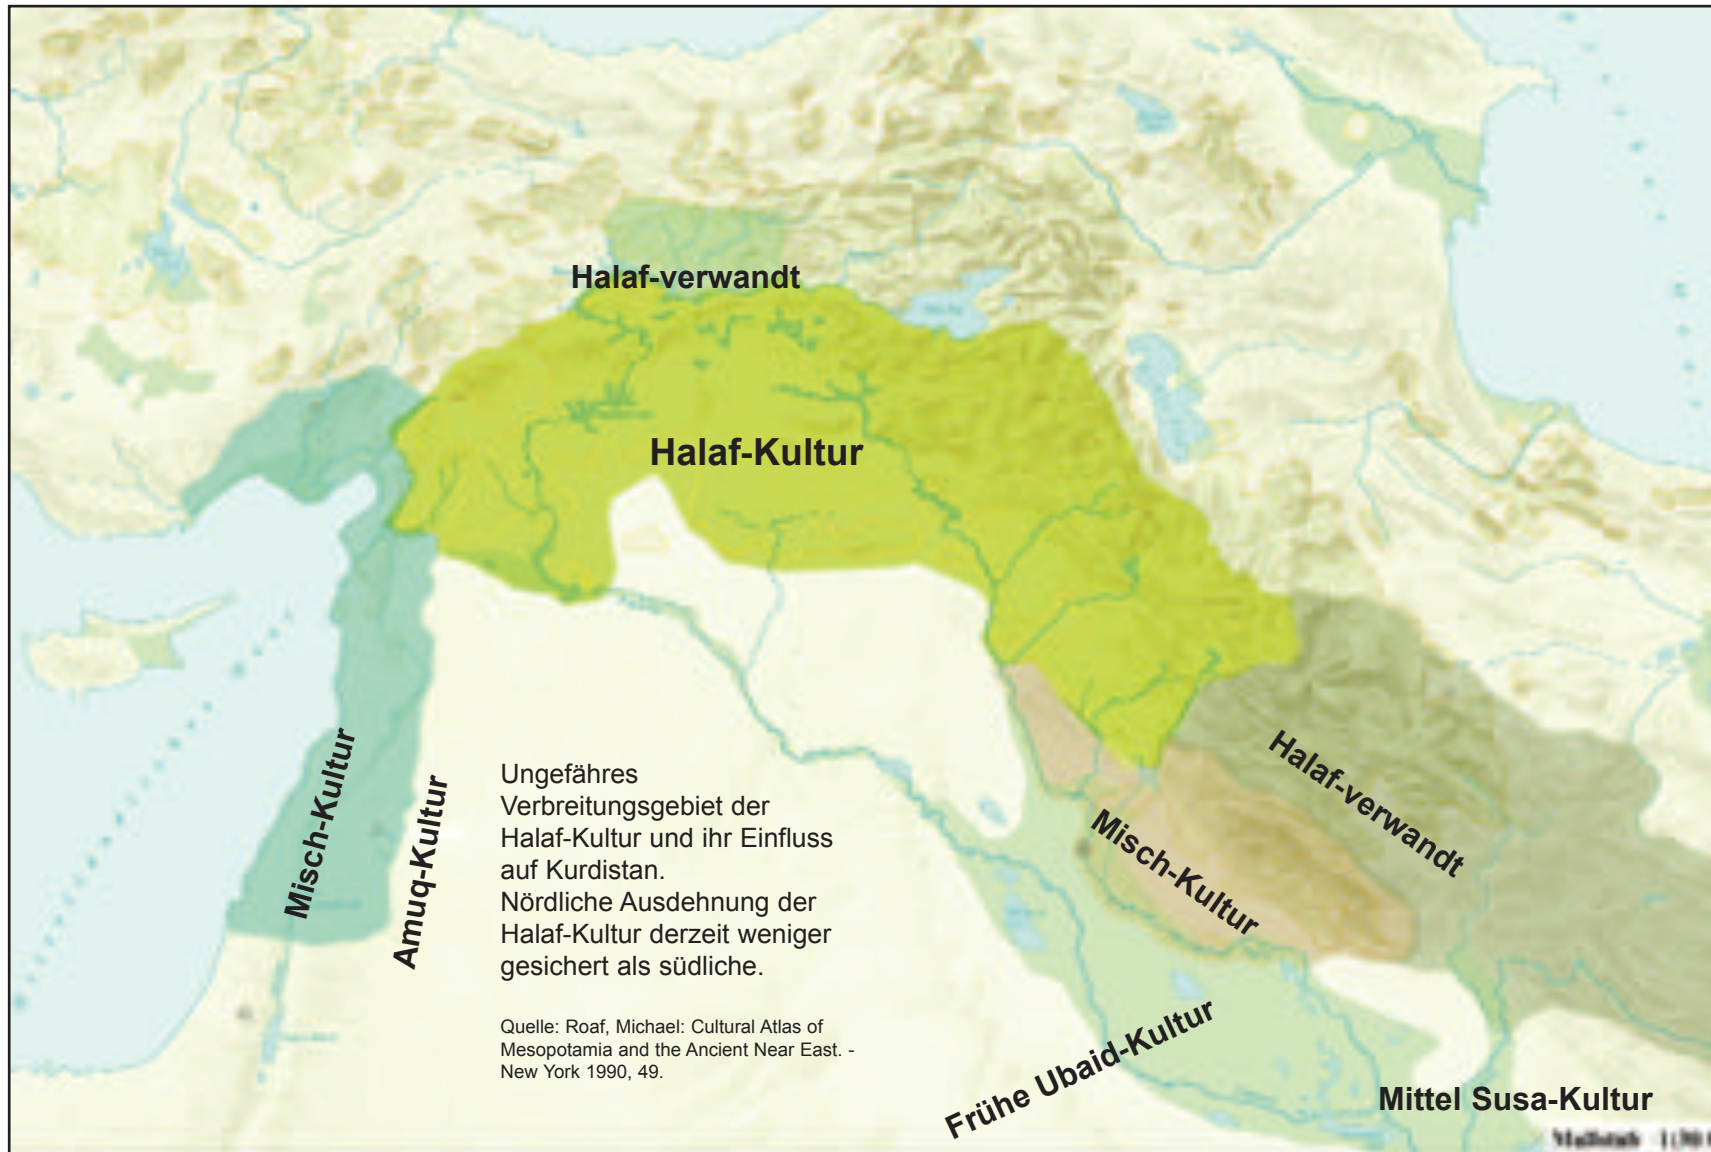 Halaf-verwandt
Halaf-Kultur
Halaf-verwandt
Misch-Kultur
Misch-Kultur
Amuq-Kultur
Ungefähres
Verbreitungsgebiet der
Halaf-Kultur und ihr Einfluss
auf Kurdistan.
Nördliche Ausdehnung der
Halaf-Kultur derzeit weniger
gesichert als südliche.
Quelle: Roaf, Michael: Cultural Atlas of
Mesopotamia and the Ancient Near East. -
New York 1990, 49.
Frühe Ubaid-Kultur
Mittel Susa-Kultur
Maßstab